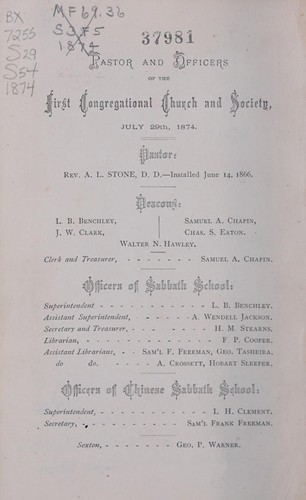 BX
7255
S29
S54
1874
MF69.36
S3F5
1874
37981
Pastor and Officers
OF THE
First Congregational Church and Society,
JULY 29th, 1874.
Pastor:
Rev. A. L. STONE, D. D.—Installed June 14, 1866.
Deacons:
L. B. Benchley, Samuel A. Chapin,
J. W. Clark, Chas. S. Eaton.
Walter N. Hawley.
Clerk and Treasurer, - - - - - - Samuel A. Chapin.
Officers of Sabbath School:
Superintendent - - - - - - - - L. B. Benchley.
Assistant Superintendent, - - - - A. Wendell Jackson.
Secretary and Treasurer, - - - - - H. M. Stearns.
Librarian, - - - - - - - - - F. P. Cooper.
Assistant Librarians, - - Sam'l F. Freeman, Geo. Tasheira.
do do. - - - - A. Crossett, Hobart Sleeper.
Officers of Chinese Sabbath School:
Superintendent, - - - - - - - L. H. Clement.
Secretary, - - - - - - - Sam'l Frank Freeman.
Sexton, - - - - - - Geo. P. Warner.